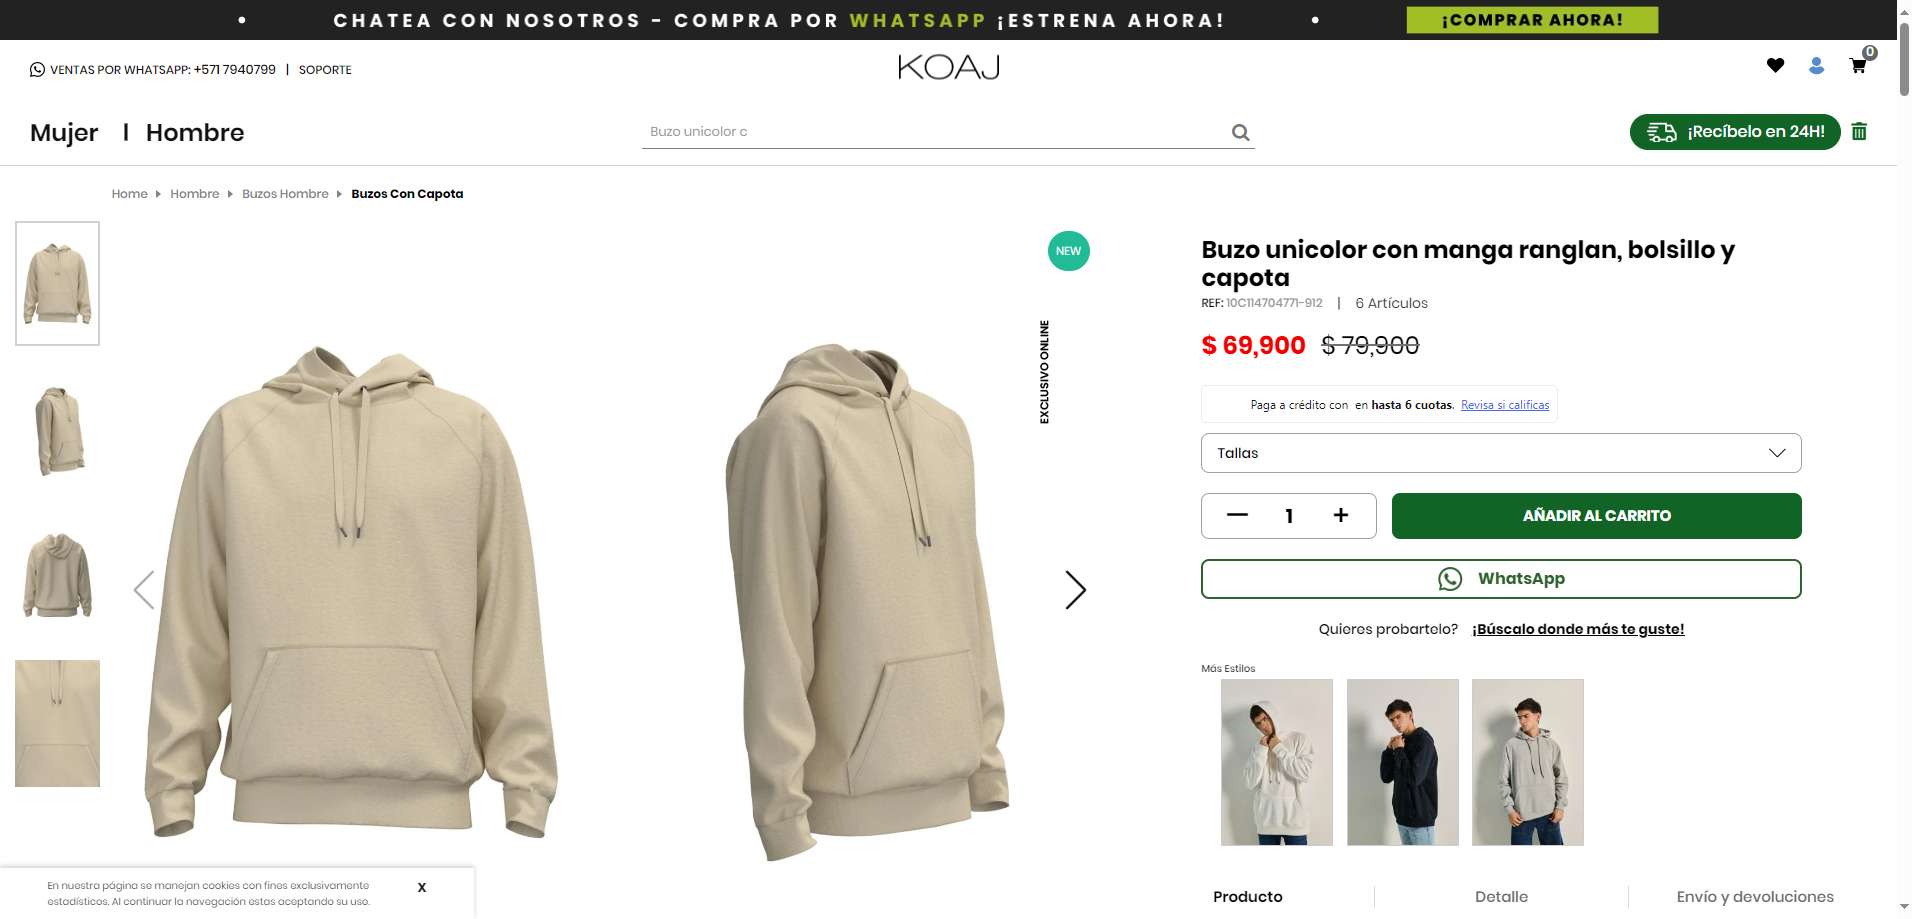 CHATEA CON NOSOTROS - COMPRA POR WHATSAPP ¡ESTRENA AHORA!
¡COMPRAR AHORA!
VENTAS POR WHATSAPP: +571 7940799 | SOPORTE
KOAJ
0
Mujer | Hombre
Buzo unicolor c
¡Recíbelo en 24H!
Home Hombre Buzos Hombre Buzos Con Capota
NEW
EXCLUSIVO ONLINE
Buzo unicolor con manga ranglan, bolsillo y
capota
REF: 10C114704771-912 | 6 Artículos
$ 69,900 $ 79,900
Paga a crédito con en hasta 6 cuotas. Revisa si calificas
Tallas
— 1 +
AÑADIR AL CARRITO
WhatsApp
Quieres probartelo? ¡Búscalo donde más te guste!
Más Estilos
Producto
Detalle
Envío y devoluciones
En nuestra página se manejan cookies con fines exclusivamente
estadísticos. Al continuar la navegación estas aceptando su uso.
X